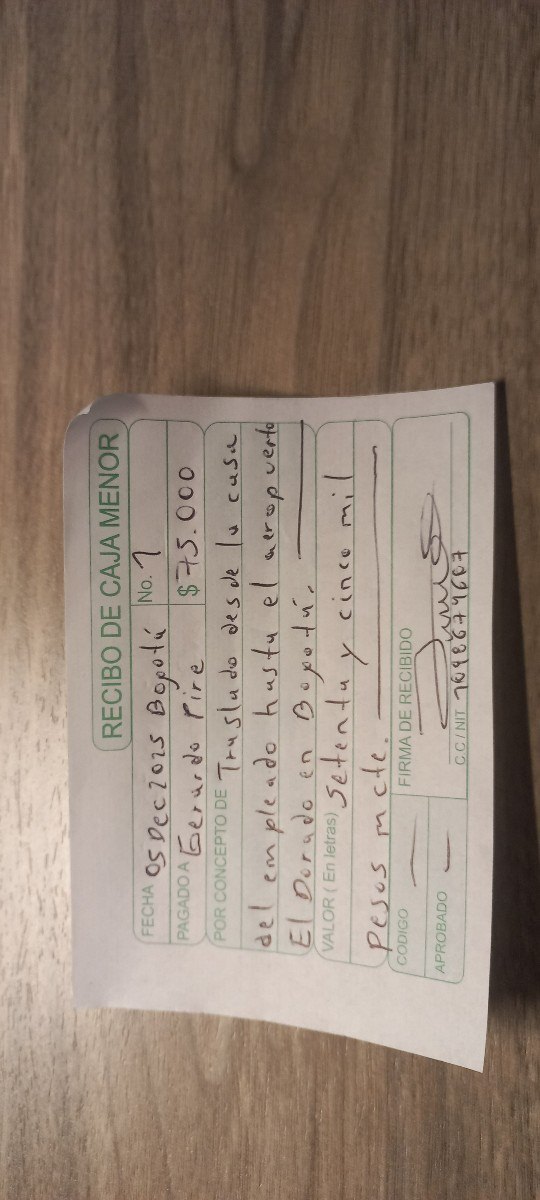 RECIBO DE CAJA MENOR
FECHA 05 Dec 2025 Bogotá No. 1
PAGADO A Gerardo Pire $ 75.000
POR CONCEPTO DE Traslado desde la casa
del empleado hasta el aeropuerto
El Dorado en Bogotá.
VALOR ( En letras) Setenta y cinco mil
pesos m cte.
CODIGO — FIRMA DE RECIBIDO
APROBADO —
C.C / NIT